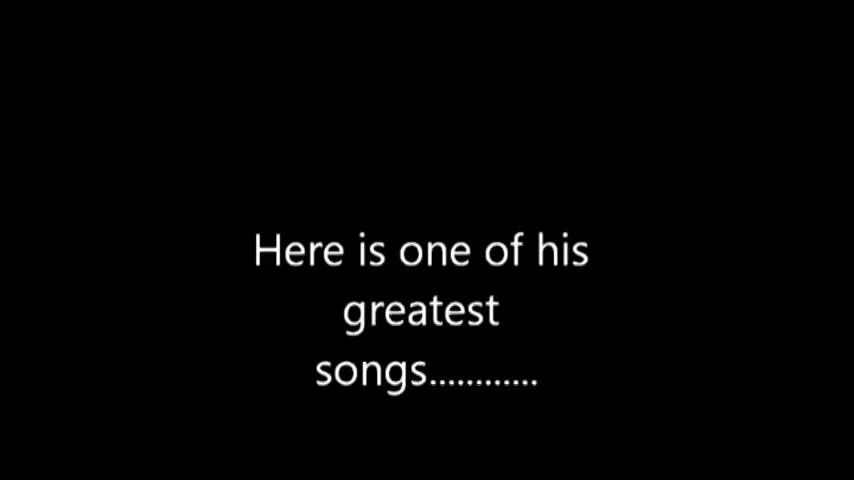 Here is one of his
greatest
songs............